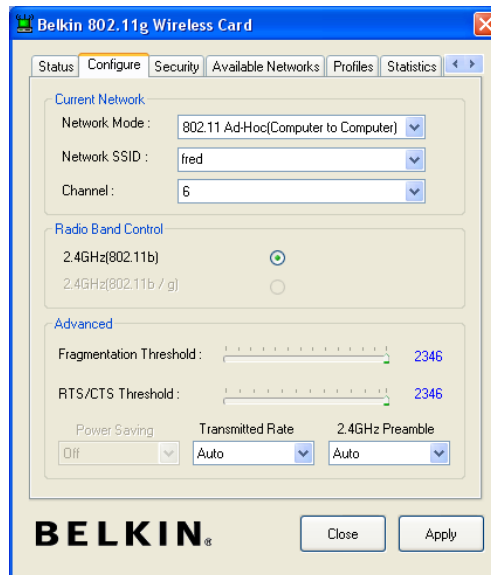 Belkin 802.11g Wireless Card
Status Configure Security Available Networks Profiles Statistics
Current Network
Network Mode : 802.11 Ad-Hoc(Computer to Computer)
Network SSID : fred
Channel : 6
Radio Band Control
2.4GHz(802.11b)
2.4GHz(802.11b / g)
Advanced
Fragmentation Threshold : 2346
RTS/CTS Threshold : 2346
Power Saving Transmitted Rate 2.4GHz Preamble
Off Auto Auto
BELKIN® Close Apply